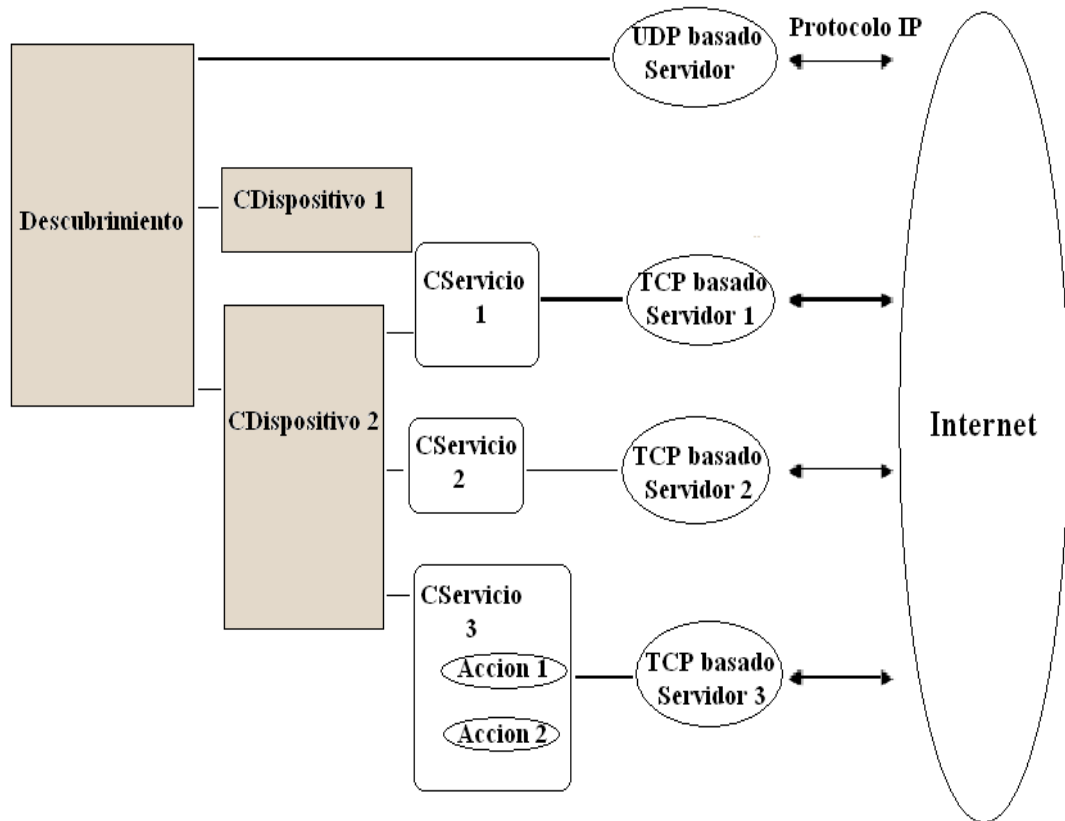 UDP basado
Servidor
Protocolo IP
Descubrimiento
CDispositivo 1
CServicio
1
TCP basado
Servidor 1
CDispositivo 2
CServicio
2
TCP basado
Servidor 2
Internet
CServicio
3
Accion 1
Accion 2
TCP basado
Servidor 3